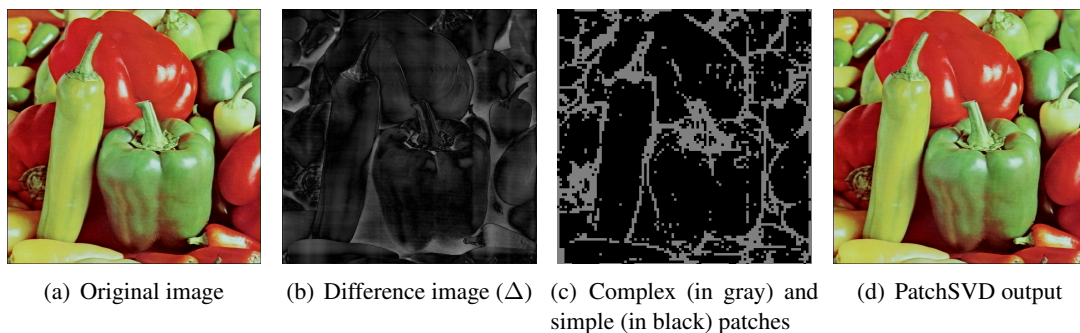 (a) Original image
(b) Difference image (Δ)
(c) Complex (in gray) and
simple (in black) patches
(d) PatchSVD output